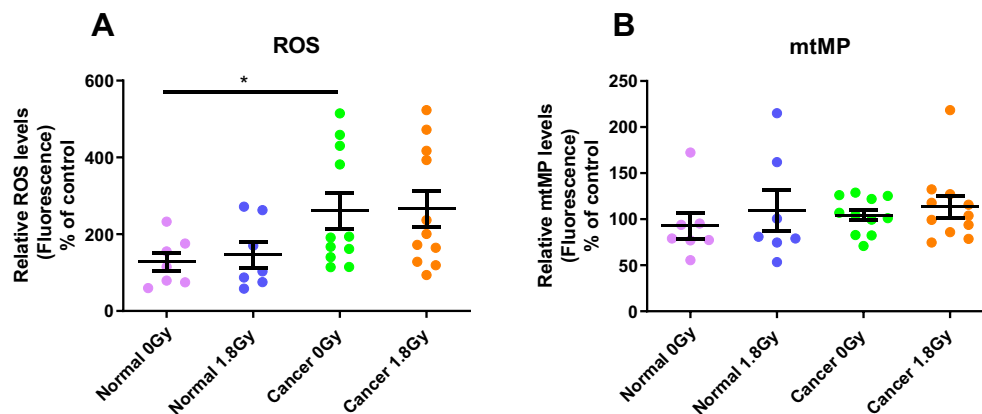 A
ROS
*
Relative ROS levels
(Fluorescence)
% of control
600
400
200
0
Normal 0Gy
Normal 1.8Gy
Cancer 0Gy
Cancer 1.8Gy
B
mtMP
Relative mtMP levels
(Fluorescence)
% of control
250
200
150
100
50
0
Normal 0Gy
Normal 1.8Gy
Cancer 0Gy
Cancer 1.8Gy